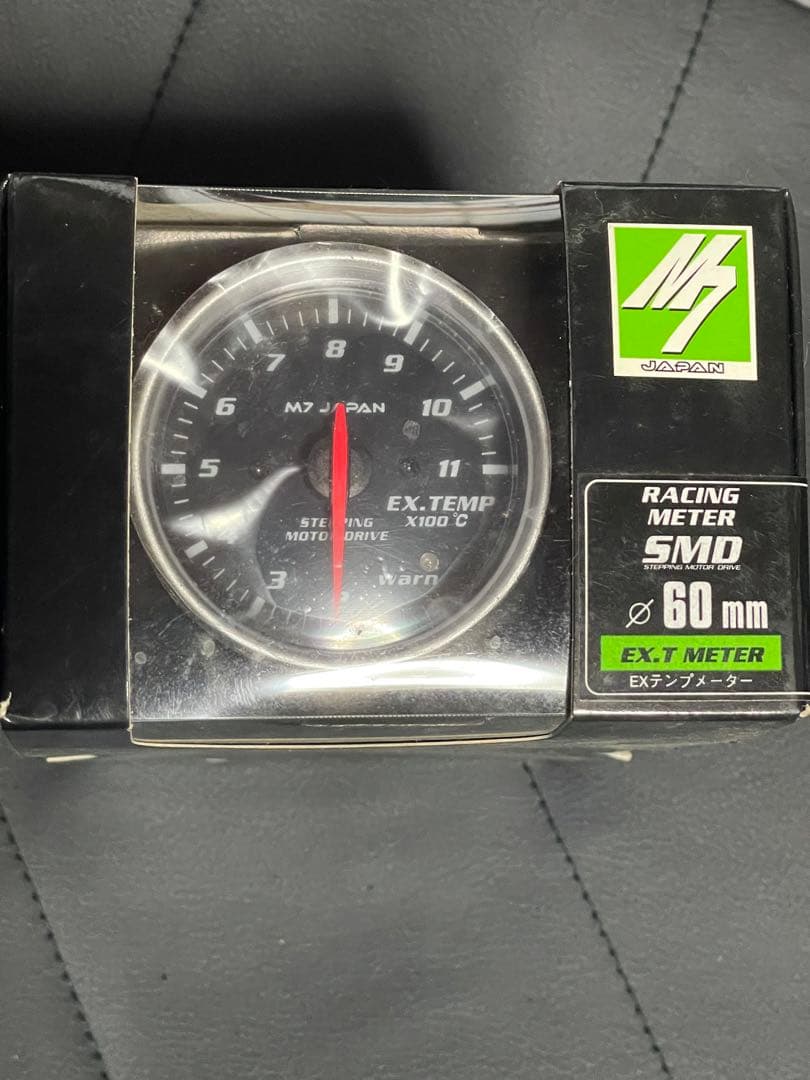 8
7
9
6
10
M7 JAPAN
5
11
EX.TEMP
X100℃
STEPPING
MOTOR DRIVE
4
3
warn
2
M7
JAPAN
RACING
METER
SMD
STEPPING MOTOR DRIVE
⌀ 60 mm
EX.T METER
EXテンプメーター